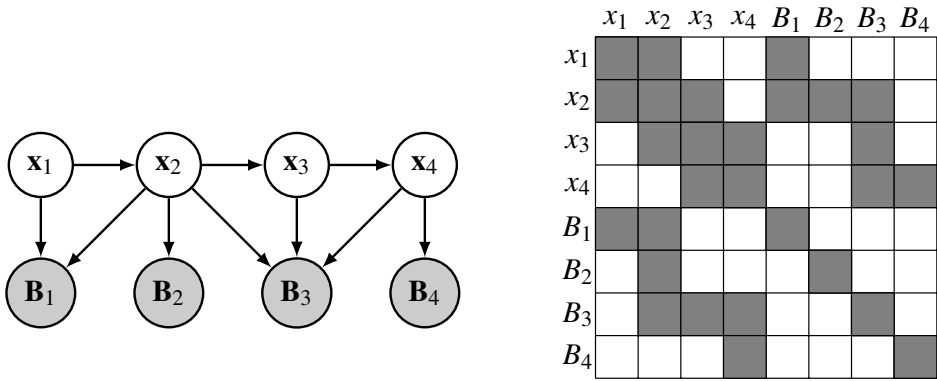 x₁ x₂ x₃ x₄
B₁ B₂ B₃ B₄
x₁ x₂ x₃ x₄ B₁ B₂ B₃ B₄
x₁
x₂
x₃
x₄
B₁
B₂
B₃
B₄